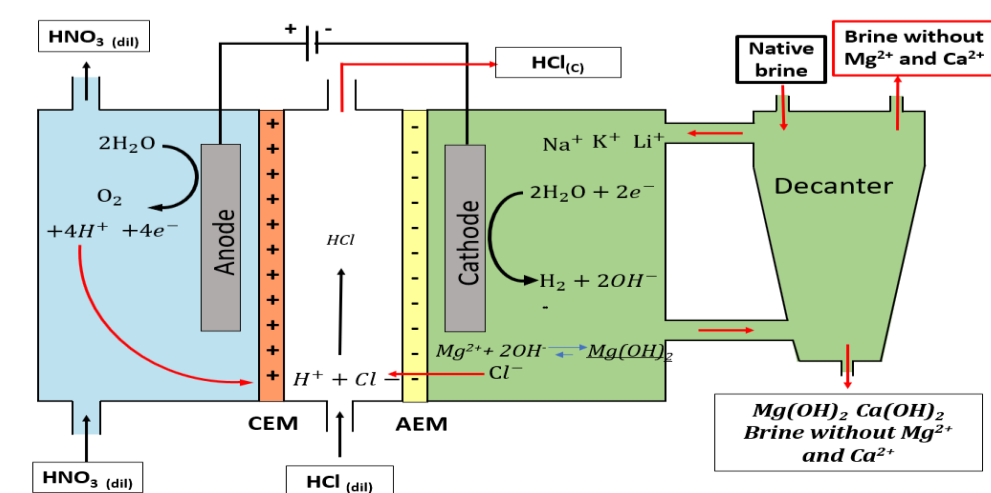 HNO₃ (dil)
+ -
HCl(C)
Native
brine
Brine without
Mg²⁺ and Ca²⁺
2H₂O
O₂
+4H⁺ +4e⁻
Anode
+ + + + + + + + + + + +
HCl
H⁺ + Cl −
- - - - - - - - - - - -
Cathode
Na⁺ K⁺ Li⁺
2H₂O + 2e⁻
H₂ + 2OH⁻
-
Mg²⁺+ 2OH- Mg(OH)₂
Cl⁻
Decanter
CEM
AEM
HNO₃ (dil)
HCl (dil)
Mg(OH)₂ Ca(OH)₂
Brine without Mg²⁺
and Ca²⁺